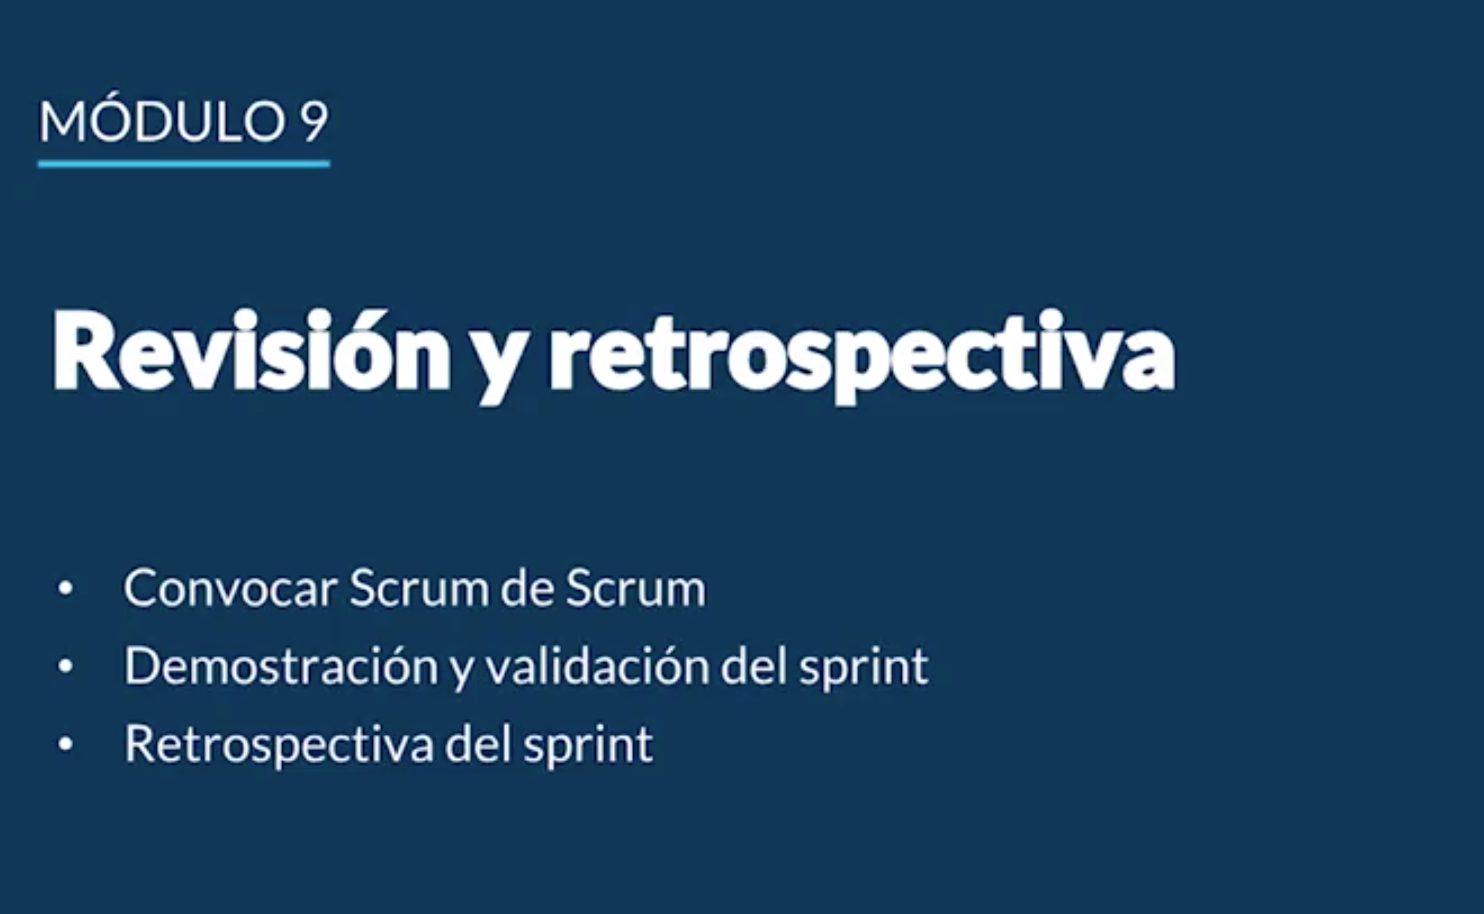 MÓDULO 9
Revisión y retrospectiva
• Convocar Scrum de Scrum
• Demostración y validación del sprint
• Retrospectiva del sprint